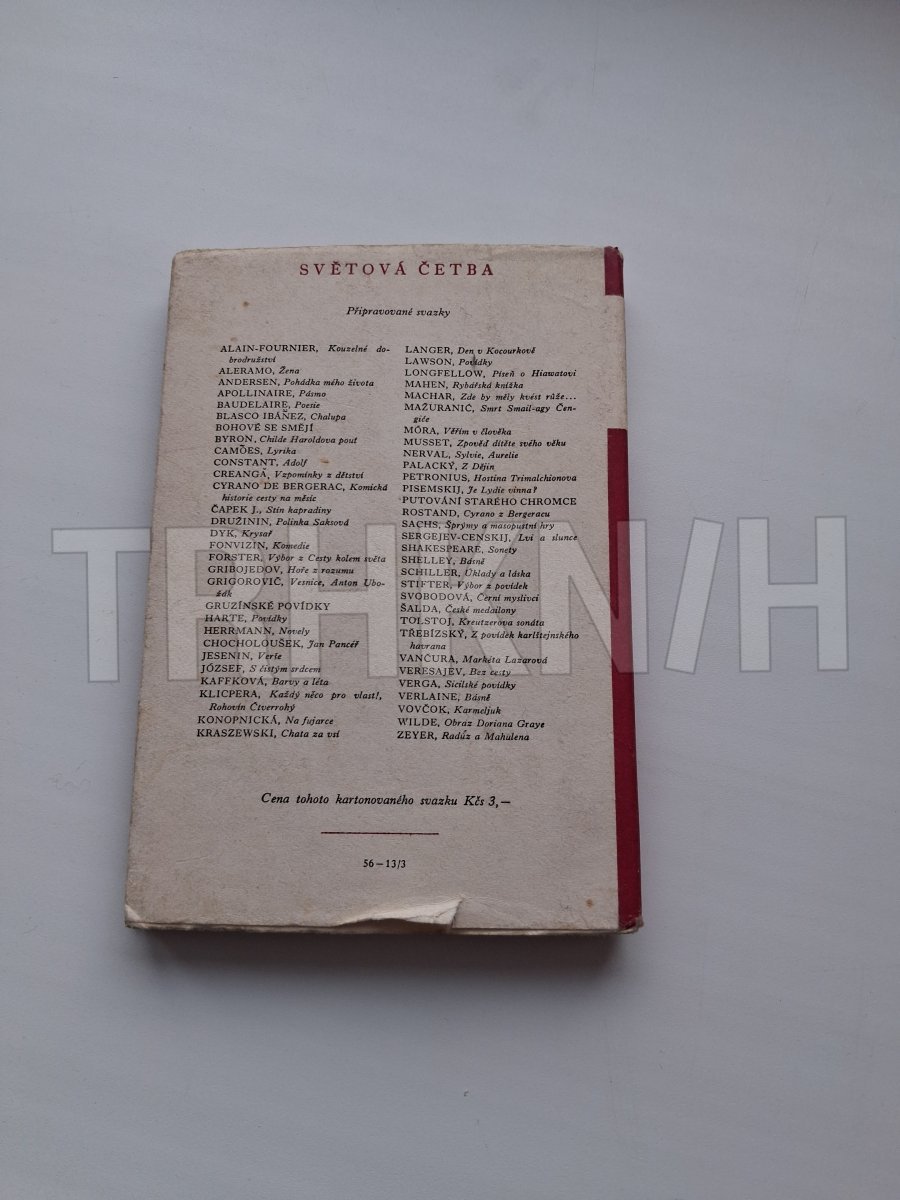 SVĚTOVÁ ČETBA
Připravované svazky
ALAIN-FOURNIER, Kouzelné do-
brodružství
ALERAMO, Žena
ANDERSEN, Pohádka mého života
APOLLINAIRE, Pásmo
BAUDELAIRE, Poesie
BLASCO IBÁÑEZ, Chalupa
BOHOVÉ SE SMĚJÍ
BYRON, Childe Haroldova pouť
CAMÕES, Lyrika
CONSTANT, Adolf
CREANGĂ, Vzpomínky z dětství
CYRANO DE BERGERAC, Komická
historie cesty na měsíc
ČAPEK J., Stín kapradiny
DRUŽININ, Polinka Saksová
DYK, Krysař
FONVIZIN, Komedie
FORSTER, Výbor z Cesty kolem světa
GRIBOJEDOV, Hoře z rozumu
GRIGOROVIČ, Vesnice, Anton Ubo-
žák
GRUZÍNSKÉ POVÍDKY
HARTE, Povídky
HERRMANN, Novely
CHOCHOLOUŠEK, Jan Pancéř
JESENIN, Verše
JÓZSEF, S čistým srdcem
KAFFKOVÁ, Barvy a léta
KLICPERA, Každý něco pro vlast!,
Rohovín Čtverrohý
KONOPNICKÁ, Na fujarce
KRASZEWSKI, Chata za vsí
LANGER, Den v Kocourkově
LAWSON, Povídky
LONGFELLOW, Píseň o Hiawatovi
MAHEN, Rybářská knížka
MACHAR, Zde by měly kvést růže...
MAŽURANIĆ, Smrt Smail-agy Čen-
giće
MÓRA, Věřím v člověka
MUSSET, Zpověď dítěte svého věku
NERVAL, Sylvie, Aurelie
PALACKÝ, Z Dějin
PETRONIUS, Hostina Trimalchionova
PISEMSKIJ, Je Lydie vinna?
PUTOVÁNÍ STARÉHO CHROMCE
ROSTAND, Cyrano z Bergeracu
SACHS, Šprýmy a masopustní hry
SERGEJEV-CENSKIJ, Lvi a slunce
SHAKESPEARE, Sonety
SHELLEY, Básně
SCHILLER, Úklady a láska
STIFTER, Výbor z povídek
SVOBODOVÁ, Černí myslivci
ŠALDA, České medailony
TOLSTOJ, Kreutzerova sonáta
TŘEBÍZSKÝ, Z povídek karlštejnského
havrana
VANČURA, Markéta Lazarová
VERESAJEV, Bez cesty
VERGA, Sicilské povídky
VERLAINE, Básně
VOVČOK, Karmeljuk
WILDE, Obraz Doriana Graye
ZEYER, Radúz a Mahulena
Cena tohoto kartonovaného svazku Kčs 3,—
56—13/3
TPHKN/H